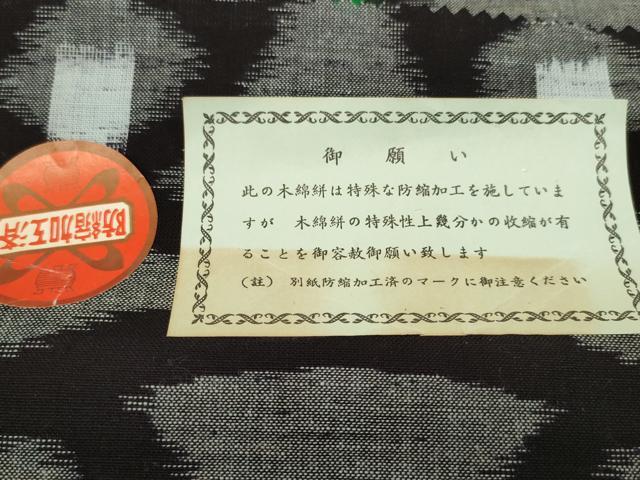 御願い
此の木綿絣は特殊な防縮加工を施していま
すが　木綿絣の特殊性上幾分かの収縮が有
ることを御容赦御願い致します
(註)　別紙防縮加工済のマークに御注意ください
防縮加工済